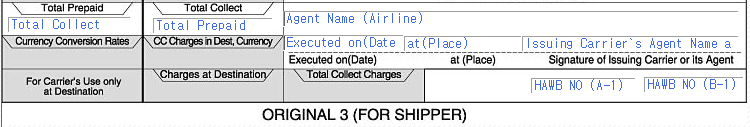 Total Prepaid Total Collect
Agent Name (Airline)
Total Collect Total Prepaid
Currency Conversion Rates CC Charges in Dest, Currency Executed on(Date at(Place) Issuing Carrier`s Agent Name a
Executed on(Date) at (Place) Signature of Issuing Carrier or its Agent
For Carrier's Use only
at Destination
Charges at Destination Total Collect Charges
HAWB NO (A-1) HAWB NO (B-1)
ORIGINAL 3 (FOR SHIPPER)